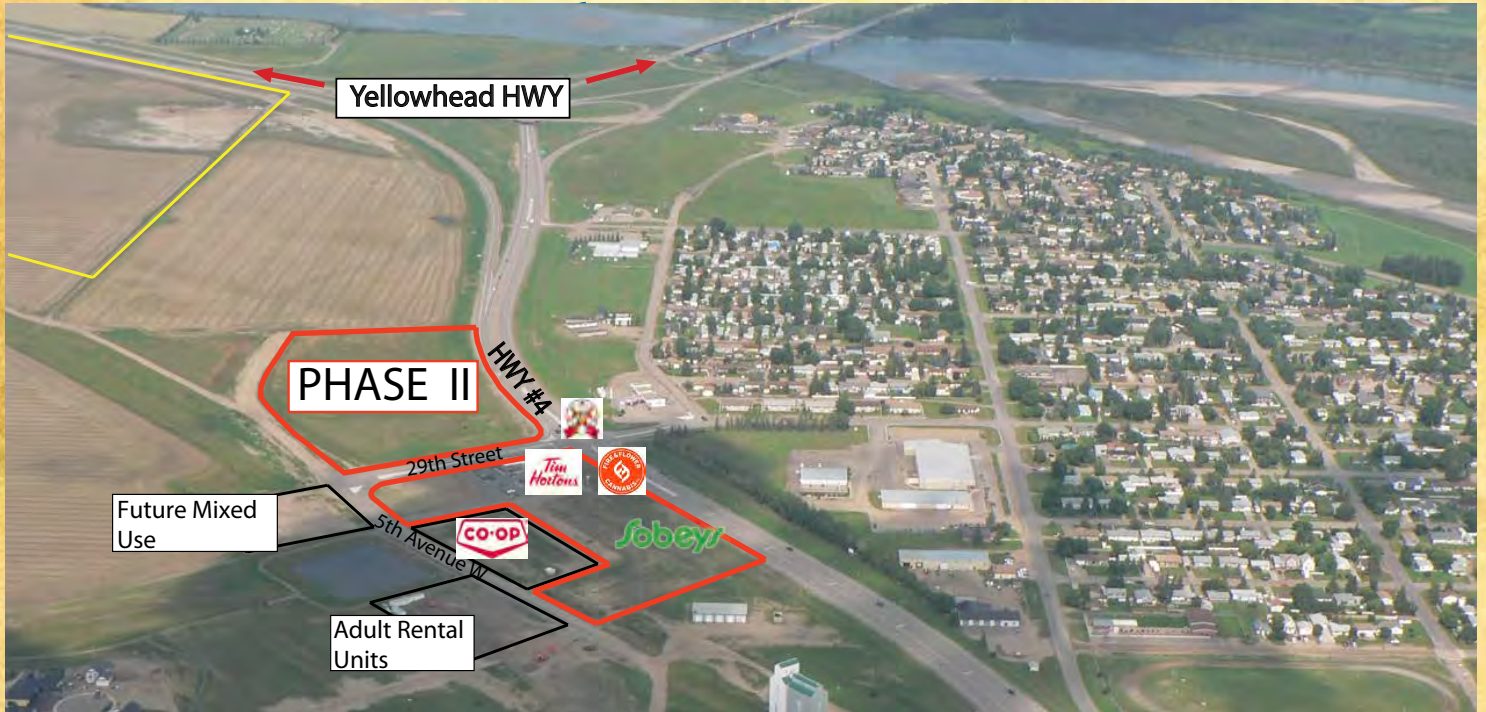 Yellowhead HWY
PHASE II
HWY #4
29th Street
Tim
Hortons
FIRE & FLOWER
CANNABIS
Future Mixed
Use
5th Avenue W
CO-OP
Sobeys
Adult Rental
Units